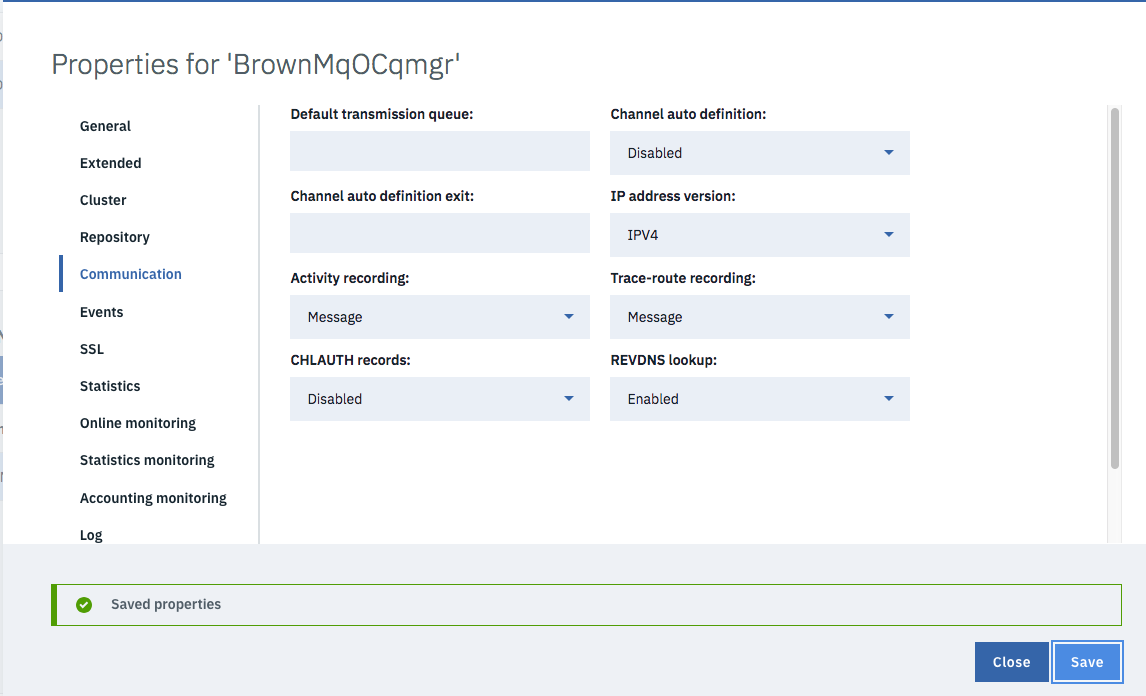 Properties for 'BrownMqOCqmgr'
General
Extended
Cluster
Repository
Communication
Events
SSL
Statistics
Online monitoring
Statistics monitoring
Accounting monitoring
Log
Default transmission queue:
Channel auto definition:
Disabled
Channel auto definition exit:
IP address version:
IPV4
Activity recording:
Trace-route recording:
Message
Message
CHLAUTH records:
REVDNS lookup:
Disabled
Enabled
Saved properties
Close
Save